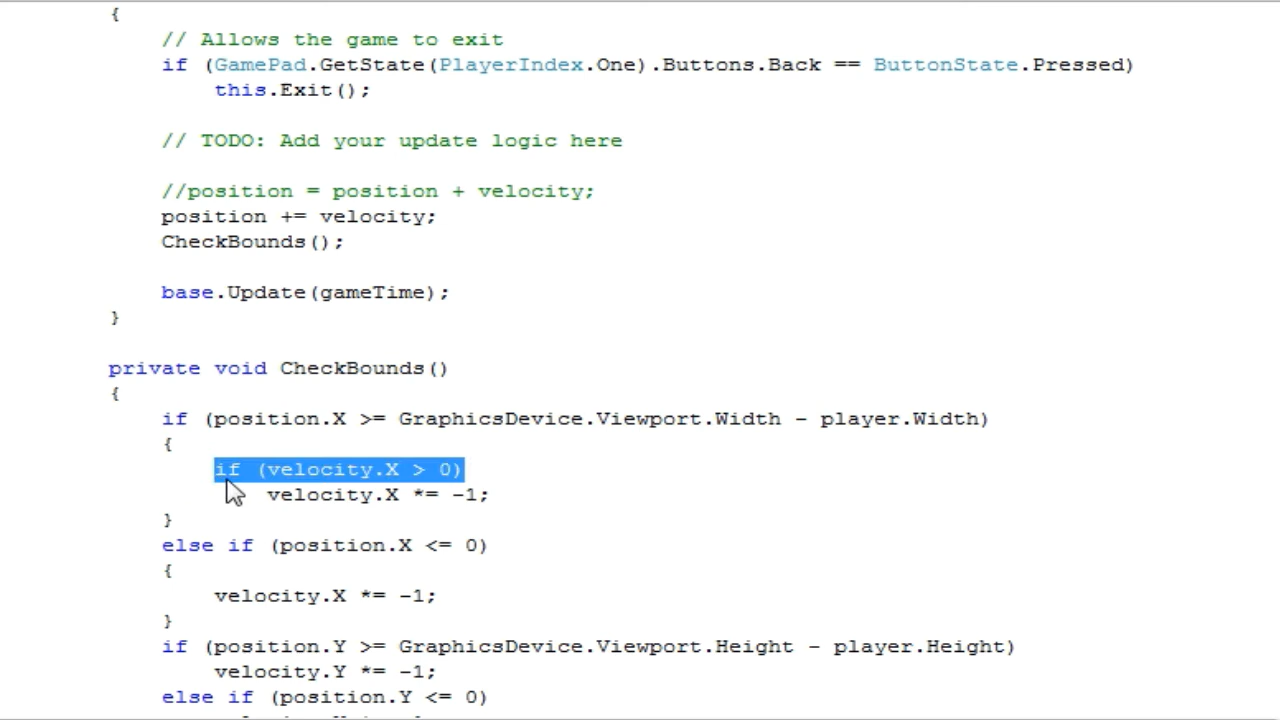 {
// Allows the game to exit
if (GamePad.GetState(PlayerIndex.One).Buttons.Back == ButtonState.Pressed)
this.Exit();
// TODO: Add your update logic here
//position = position + velocity;
position += velocity;
CheckBounds();
base.Update(gameTime);
}
private void CheckBounds()
{
if (position.X >= GraphicsDevice.Viewport.Width - player.Width)
{
if (velocity.X > 0)
velocity.X *= -1;
}
else if (position.X <= 0)
{
velocity.X *= -1;
}
if (position.Y >= GraphicsDevice.Viewport.Height - player.Height)
velocity.Y *= -1;
else if (position.Y <= 0)